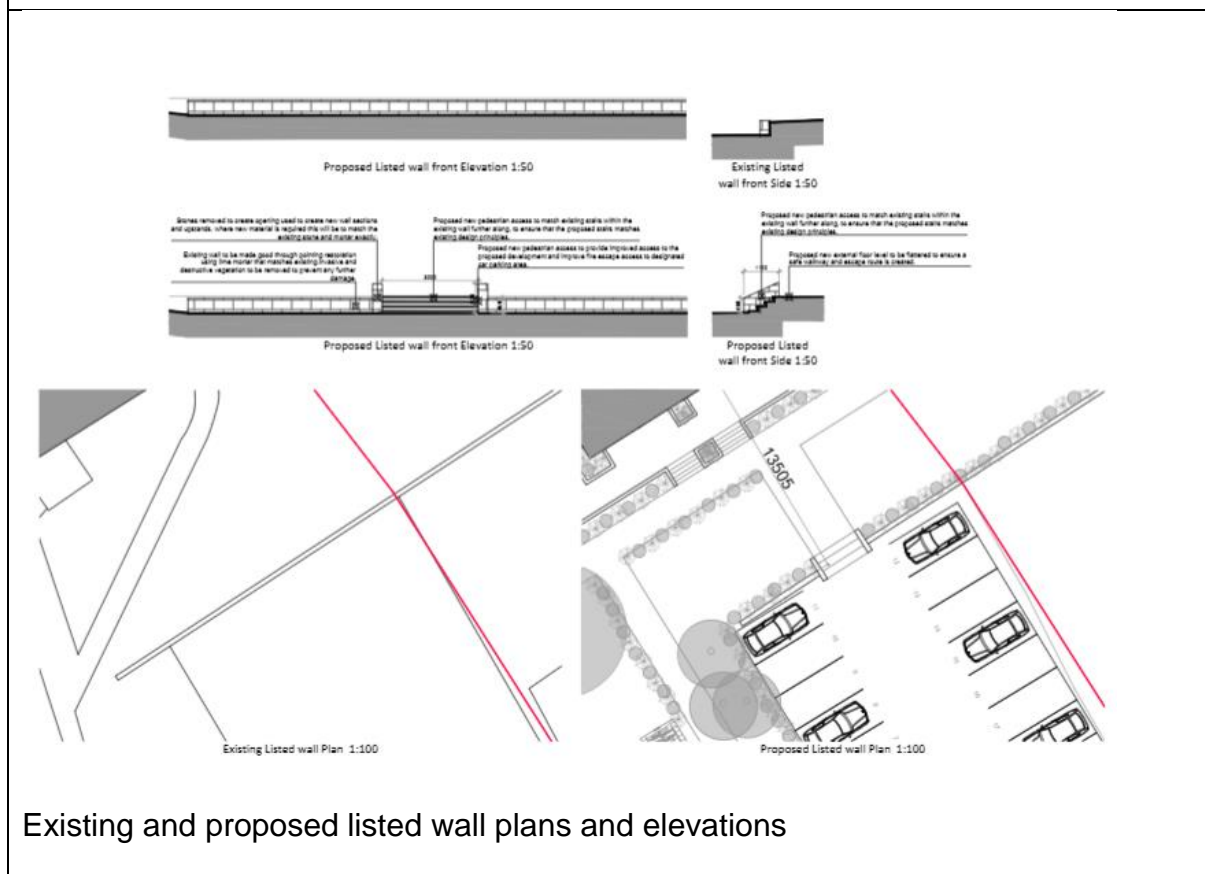 Proposed Listed wall front Elevation 1:50
Existing Listed
wall front Side 1:50
Stones removed to create opening used to create new wall sections
and upstands, where new material is required this will be to match the
existing stone and mortar exactly.
Existing wall to be made good through pointing restoration
using lime mortar that matches existing. Invasive and
destructive vegetation to be removed to prevent any further
damage.
Proposed new pedestrian access to match existing stairs within the
existing wall further along, to ensure that the proposed stairs matches
existing design principles.
Proposed new pedestrian access to provide improved access to the
proposed development and improve fire escape access to designated
car parking area.
Proposed Listed wall front Elevation 1:50
Proposed new pedestrian access to match existing stairs within the
existing wall further along, to ensure that the proposed stairs matches
existing design principles.
Proposed new external floor level to be flattened to ensure a
safe walkway and escape route is created.
Proposed Listed
wall front Side 1:50
Existing Listed wall Plan 1:100
13505
Proposed Listed wall Plan 1:100
Existing and proposed listed wall plans and elevations